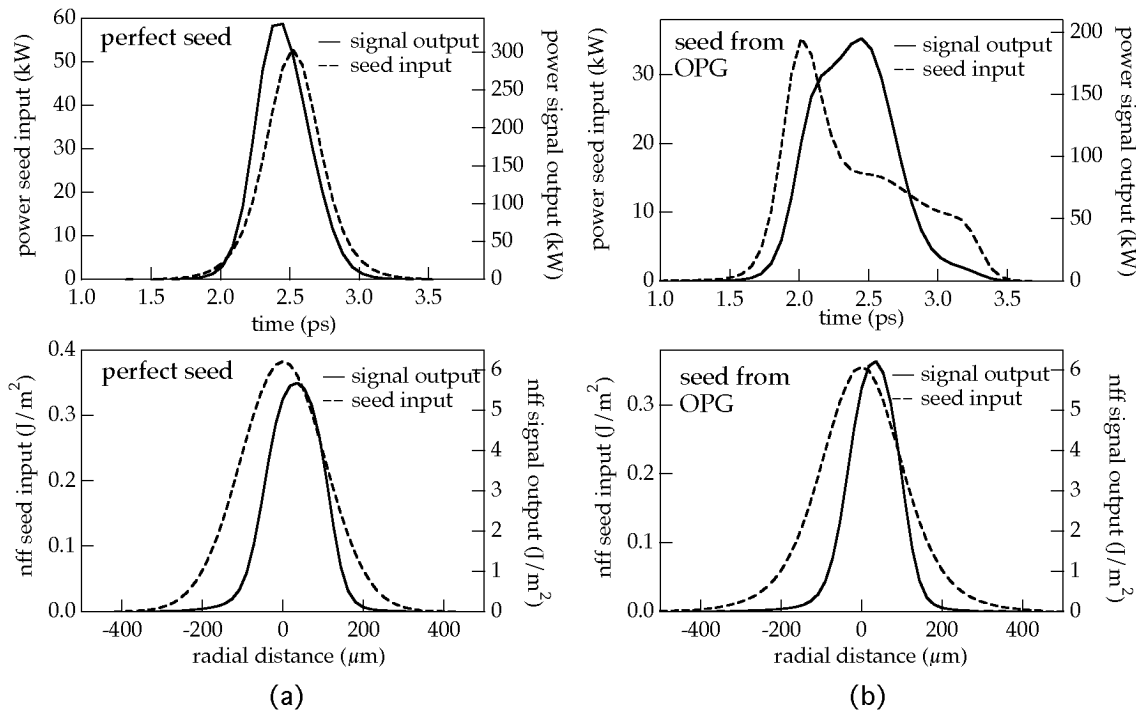 perfect seed
signal output
seed input
power seed input (kW)
power signal output (kW)
60
50
40
30
20
10
0
300
250
200
150
100
50
0
1.0 1.5 2.0 2.5 3.0 3.5
time (ps)
seed from
OPG
signal output
seed input
power seed input (kW)
power signal output (kW)
30
20
10
0
200
150
100
50
0
1.0 1.5 2.0 2.5 3.0 3.5
time (ps)
perfect seed
signal output
seed input
nff seed input (J/m²)
nff signal output (J/m²)
0.4
0.3
0.2
0.1
0.0
6
5
4
3
2
1
0
-400 -200 0 200 400
radial distance (µm)
(a)
seed from
OPG
signal output
seed input
nff seed input (J/m²)
nff signal output (J/m²)
0.3
0.2
0.1
0.0
6
5
4
3
2
1
0
-400 -200 0 200 400
radial distance (µm)
(b)